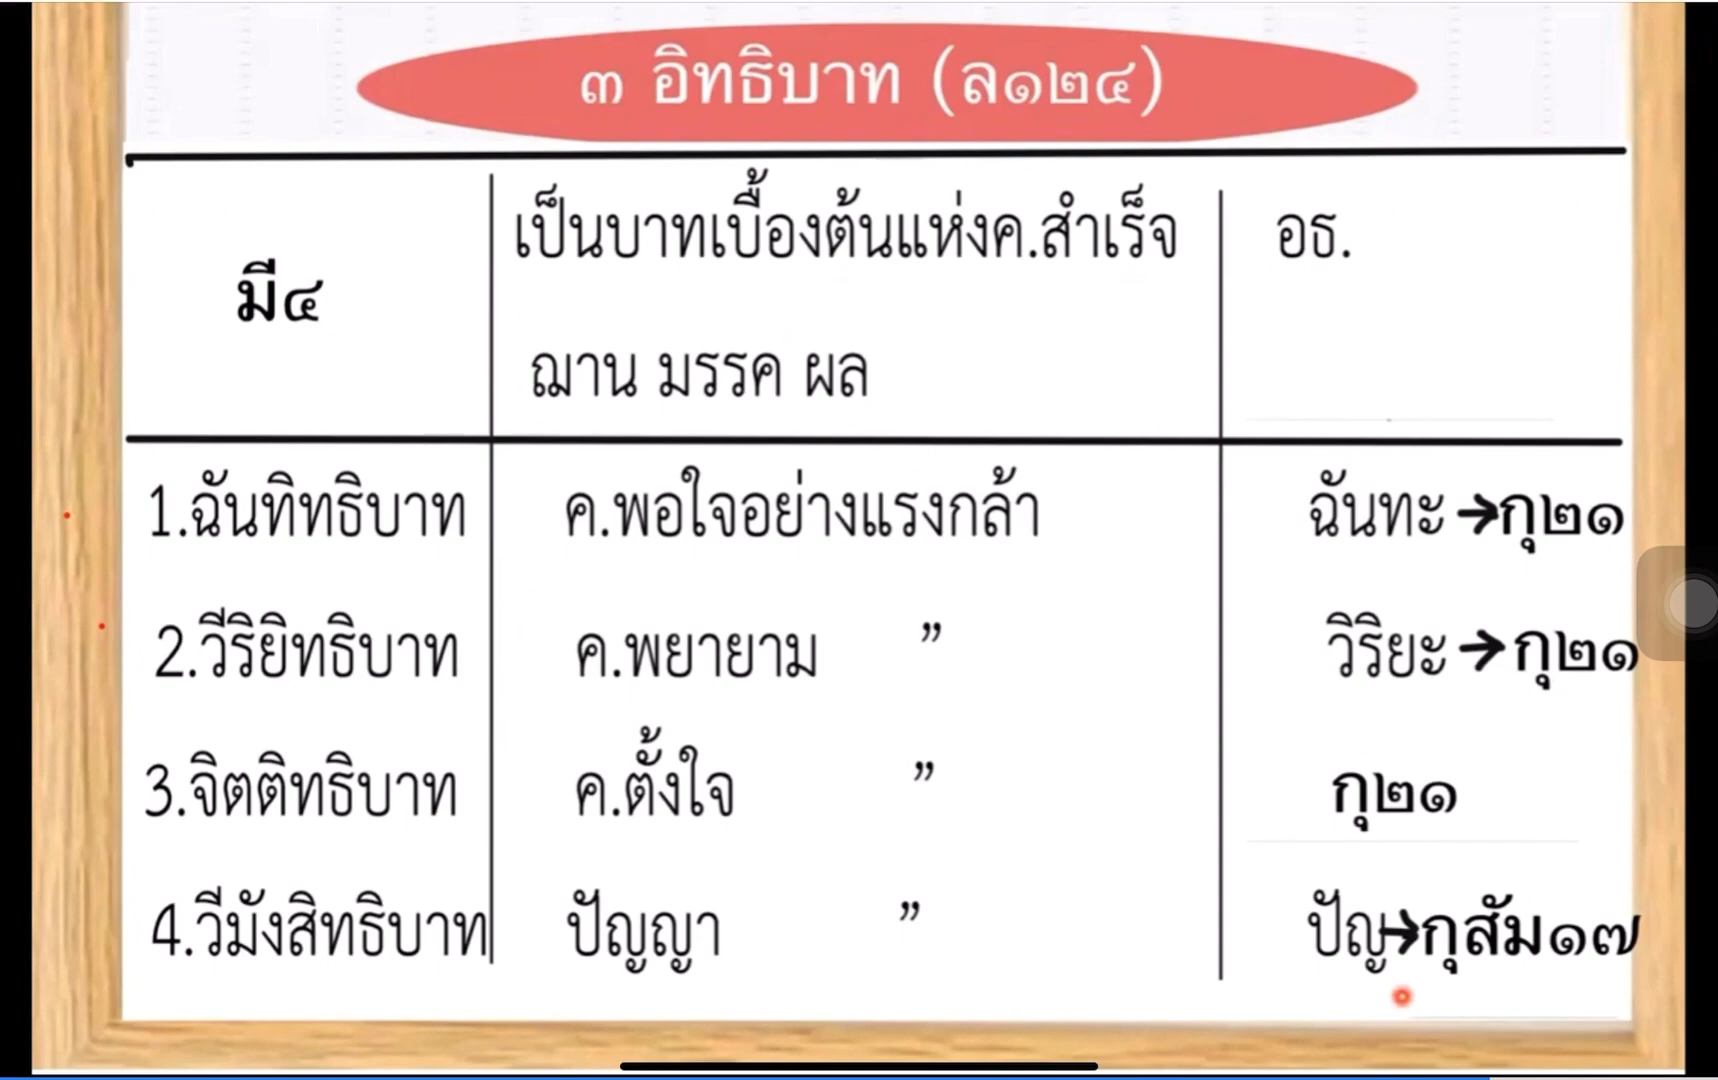 ๓ อิทธิบาท (ล๑๒๔)
มี๔
เป็นบาทเบื้องต้นแห่งค.สำเร็จ
ฌาน มรรค ผล
อธ.
1.ฉันทิทธิบาท ค.พอใจอย่างแรงกล้า ฉันทะ →กุ๒๑
2.วีริยิทธิบาท ค.พยายาม ” วิริยะ →กุ๒๑
3.จิตติทธิบาท ค.ตั้งใจ ” กุ๒๑
4.วีมังสิทธิบาท ปัญญา ” ปัญ→กุสัม๑๗